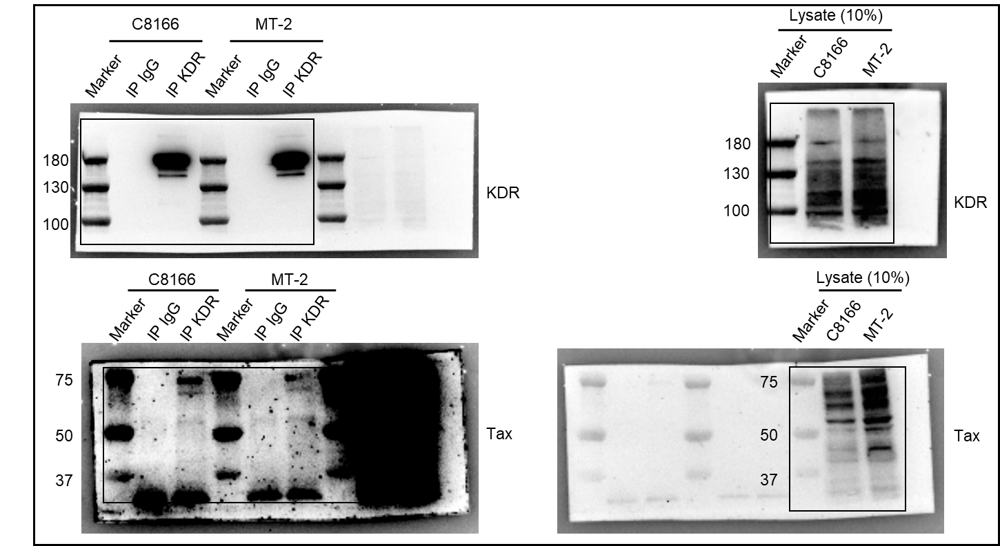 C8166 MT-2
Marker IP IgG IP KDR Marker IP IgG IP KDR
180
130
100
KDR
Lysate (10%)
Marker C8166 MT-2
180
130
100
KDR
C8166 MT-2
Marker IP IgG IP KDR Marker IP IgG IP KDR
75
50
37
Tax
Lysate (10%)
Marker C8166 MT-2
75
50
37
Tax